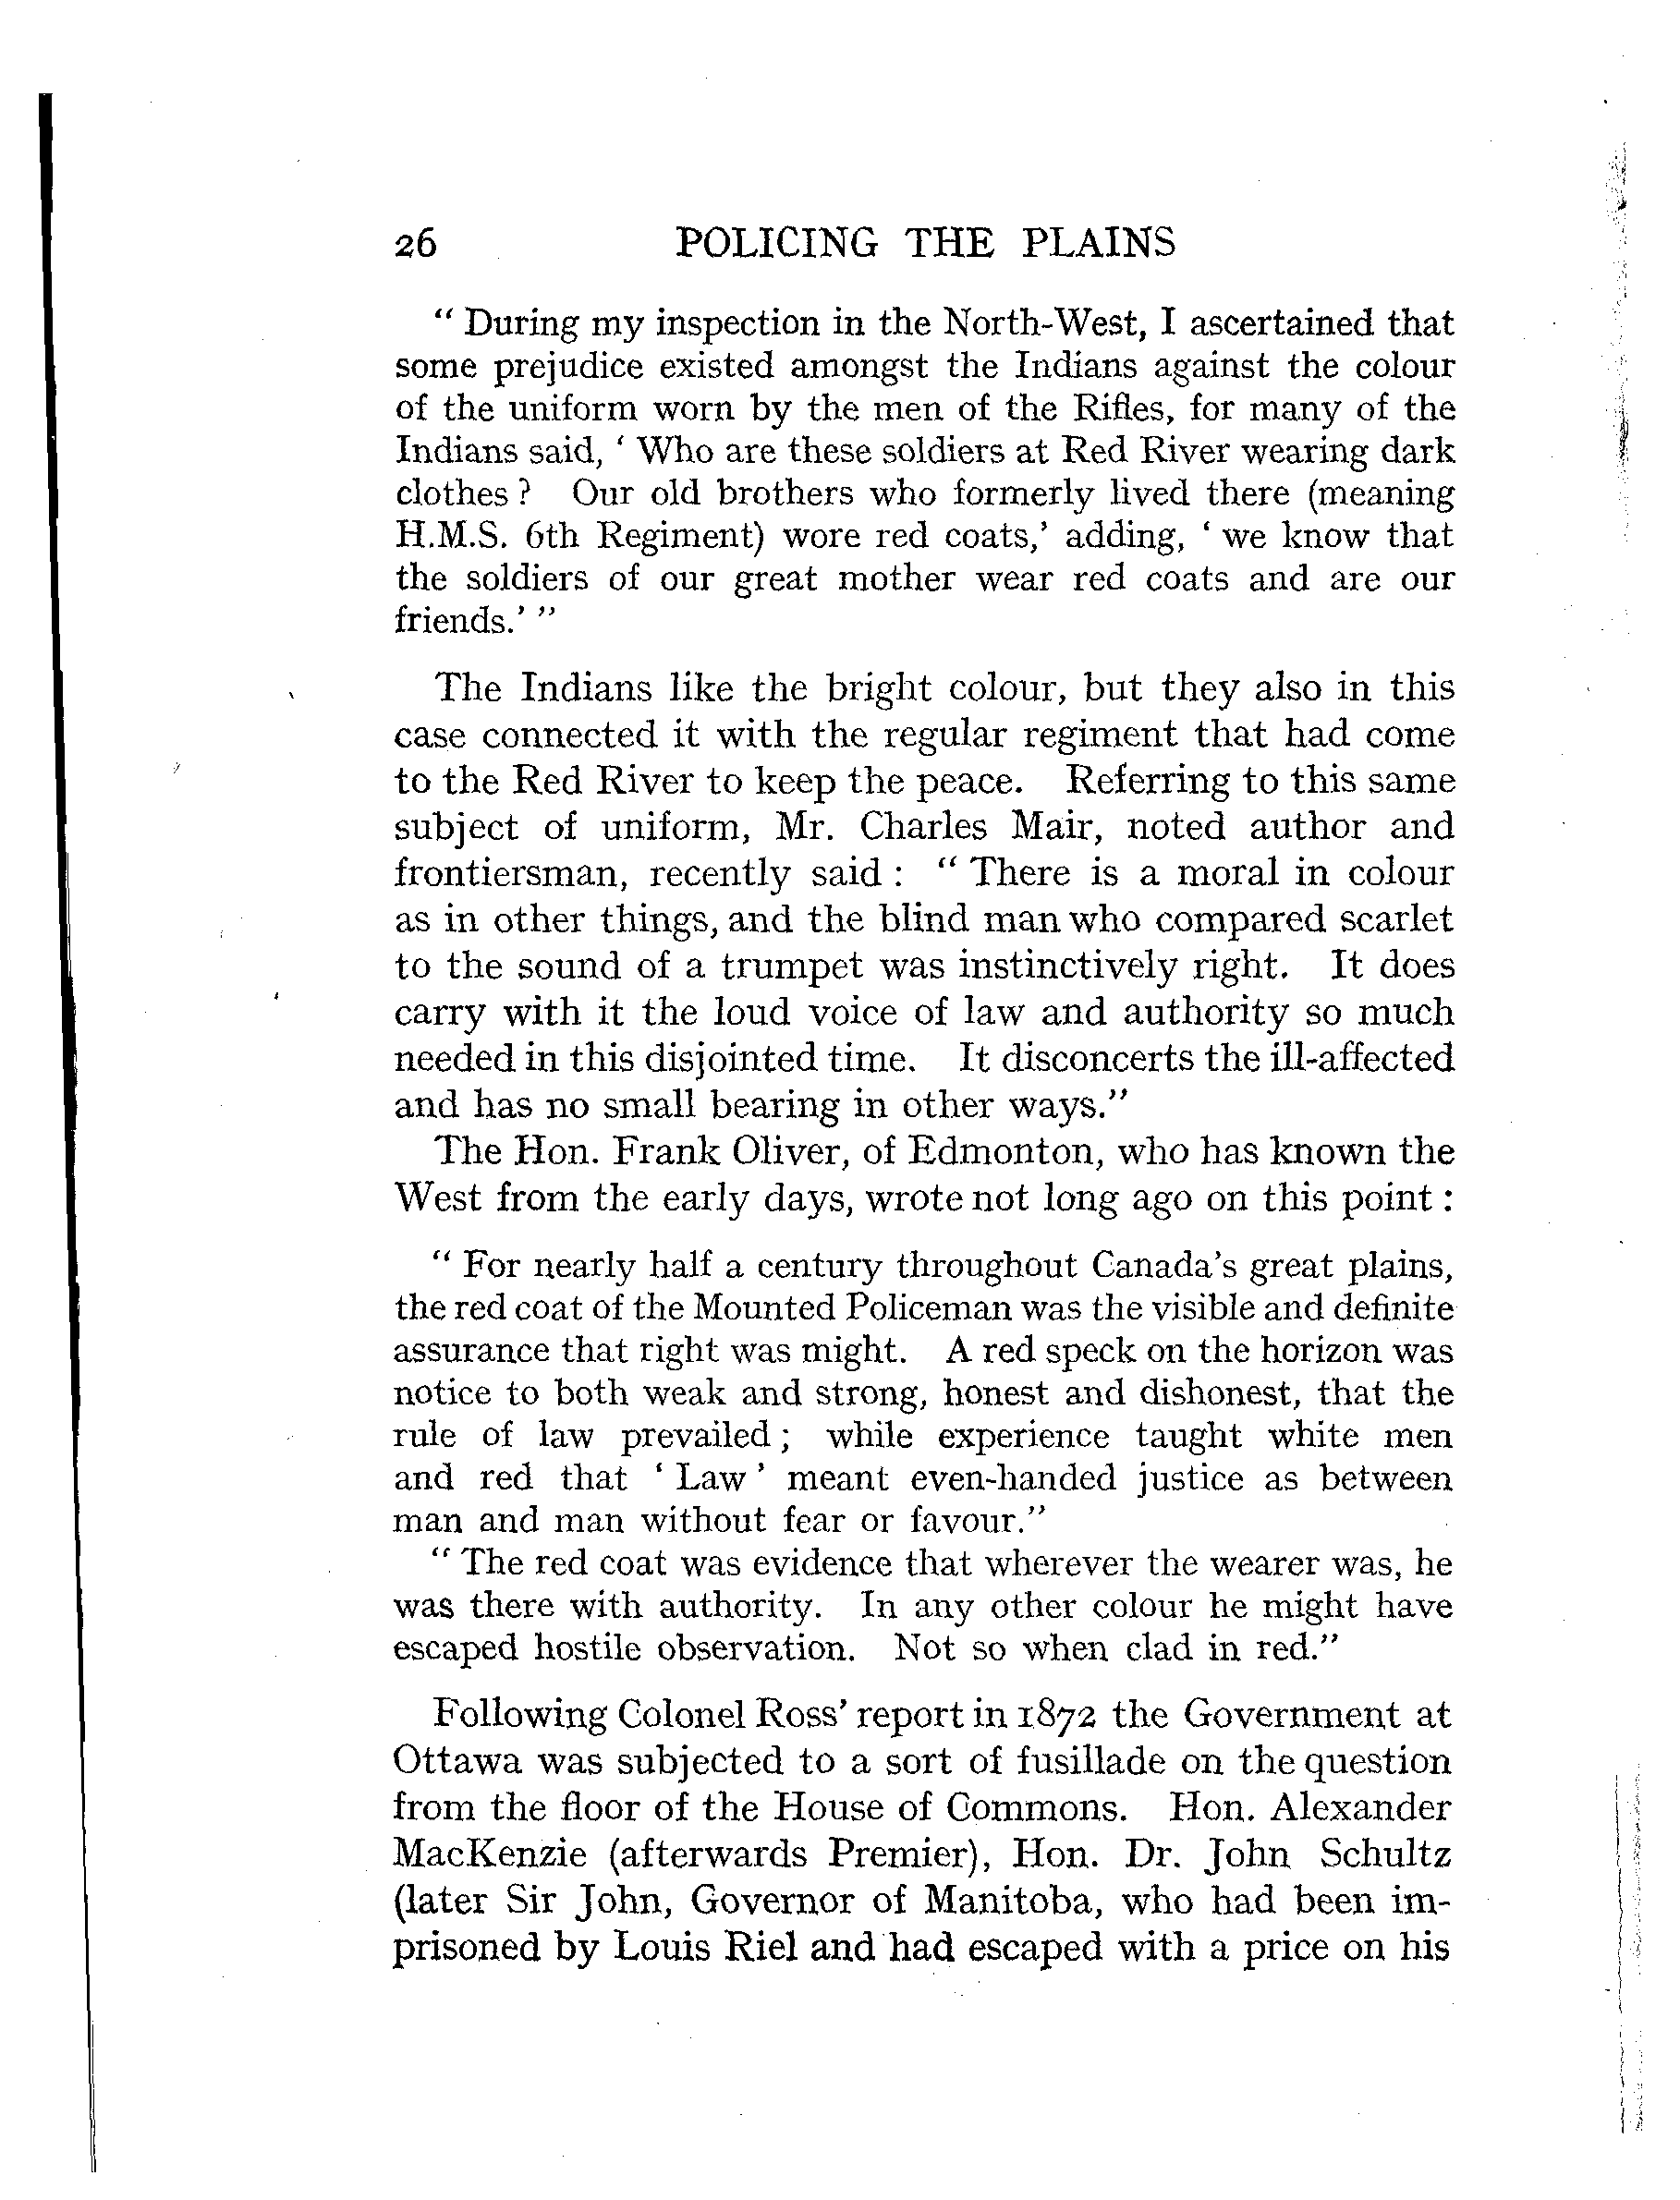 26 POLICING THE PLAINS
" During my inspection in the North-West, I ascertained that
some prejudice existed amongst the Indians against the colour
of the uniform worn by the men of the Rifles, for many of the
Indians said, ' Who are these soldiers at Red River wearing dark
clothes ? Our old brothers who formerly lived there (meaning
H.M.S. 6th Regiment) wore red coats,' adding, ' we know that
the soldiers of our great mother wear red coats and are our
friends.' "
The Indians like the bright colour, but they also in this
case connected it with the regular regiment that had come
to the Red River to keep the peace. Referring to this same
subject of uniform, Mr. Charles Mair, noted author and
frontiersman, recently said : " There is a moral in colour
as in other things, and the blind man who compared scarlet
to the sound of a trumpet was instinctively right. It does
carry with it the loud voice of law and authority so much
needed in this disjointed time. It disconcerts the ill-affected
and has no small bearing in other ways."
The Hon. Frank Oliver, of Edmonton, who has known the
West from the early days, wrote not long ago on this point :
" For nearly half a century throughout Canada's great plains,
the red coat of the Mounted Policeman was the visible and definite
assurance that right was might. A red speck on the horizon was
notice to both weak and strong, honest and dishonest, that the
rule of law prevailed ; while experience taught white men
and red that ' Law ' meant even-handed justice as between
man and man without fear or favour."
" The red coat was evidence that wherever the wearer was, he
was there with authority. In any other colour he might have
escaped hostile observation. Not so when clad in red."
Following Colonel Ross' report in 1872 the Government at
Ottawa was subjected to a sort of fusillade on the question
from the floor of the House of Commons. Hon. Alexander
MacKenzie (afterwards Premier), Hon. Dr. John Schultz
(later Sir John, Governor of Manitoba, who had been im-
prisoned by Louis Riel and had escaped with a price on his